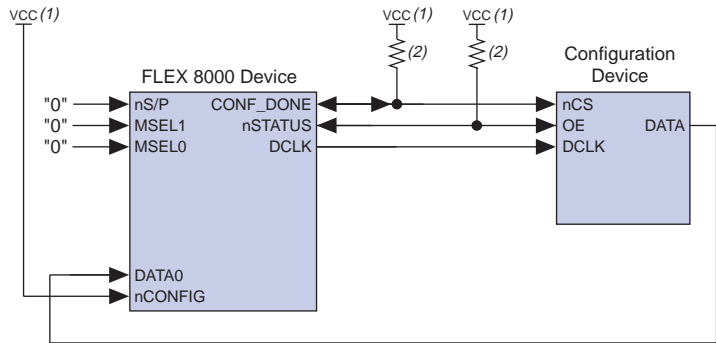 VCC (1)
VCC (1)
VCC (1)
(2)
(2)
Configuration
Device
FLEX 8000 Device
"0"
nS/P
CONF_DONE
nCS
"0"
MSEL1
nSTATUS
OE
DATA
"0"
MSEL0
DCLK
DCLK
DATA0
nCONFIG